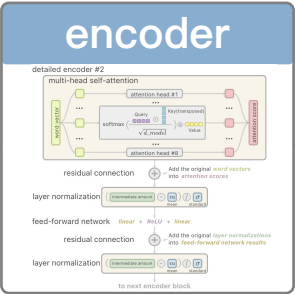 encoder
detailed encoder #2
multi-head self-attention
attention head #1
...
word vector
softmax
Query
Key(transposed)
√d_model
Value
attention score
...
attention head #8
residual connection
Add the original word vectors
into attention scores
layer normalization
intermediate amount
mean
standard
feed-forward network
linear + ReLU + linear
residual connection
Add the original layer normalizations
into feed-forward network results
layer normalization
intermediate amount
mean
standard
to next encoder block